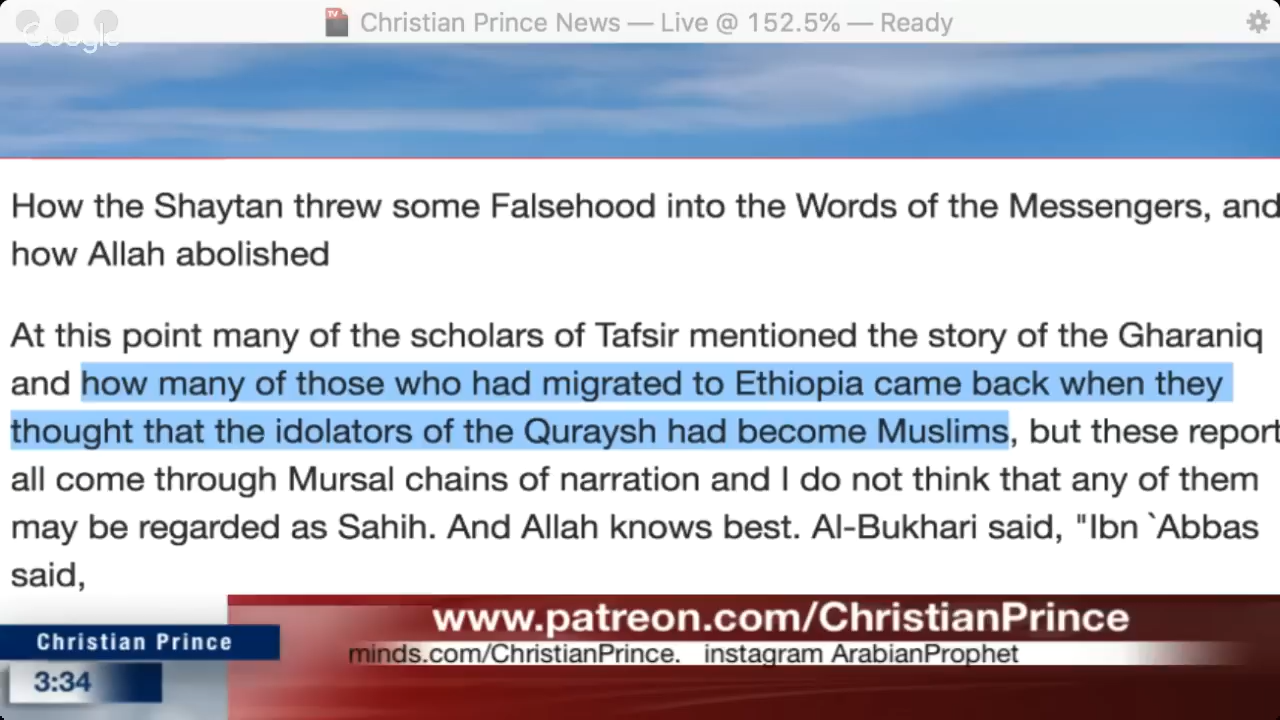 Christian Prince News — Live @ 152.5% — Ready
Google
TV
How the Shaytan threw some Falsehood into the Words of the Messengers, and
how Allah abolished
At this point many of the scholars of Tafsir mentioned the story of the Gharaniq
and how many of those who had migrated to Ethiopia came back when they
thought that the idolators of the Quraysh had become Muslims, but these report
all come through Mursal chains of narration and I do not think that any of them
may be regarded as Sahih. And Allah knows best. Al-Bukhari said, "Ibn `Abbas
said,
www.patreon.com/ChristianPrince
Christian Prince
minds.com/ChristianPrince. instagram ArabianProphet
3:34